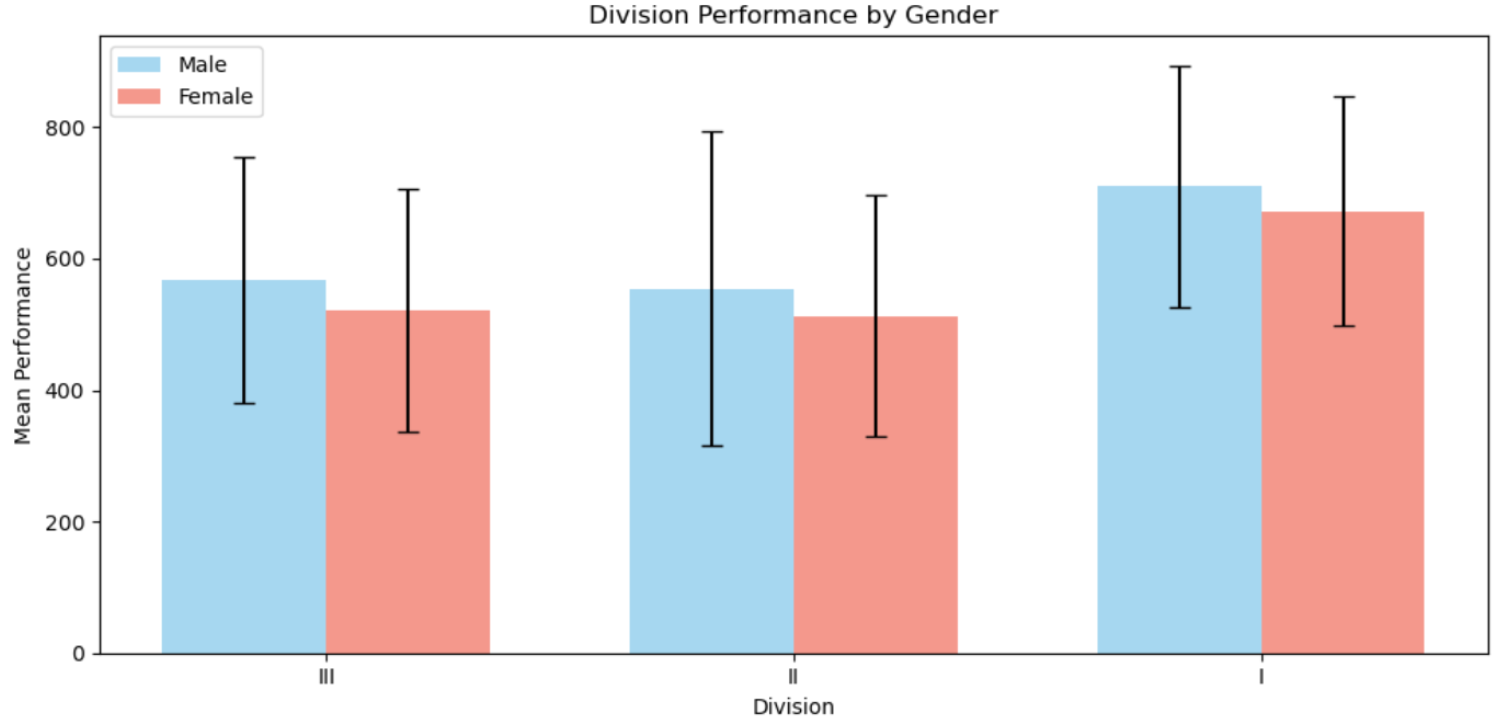 Division Performance by Gender
Male
Female
Mean Performance
800
600
400
200
0
III
II
I
Division